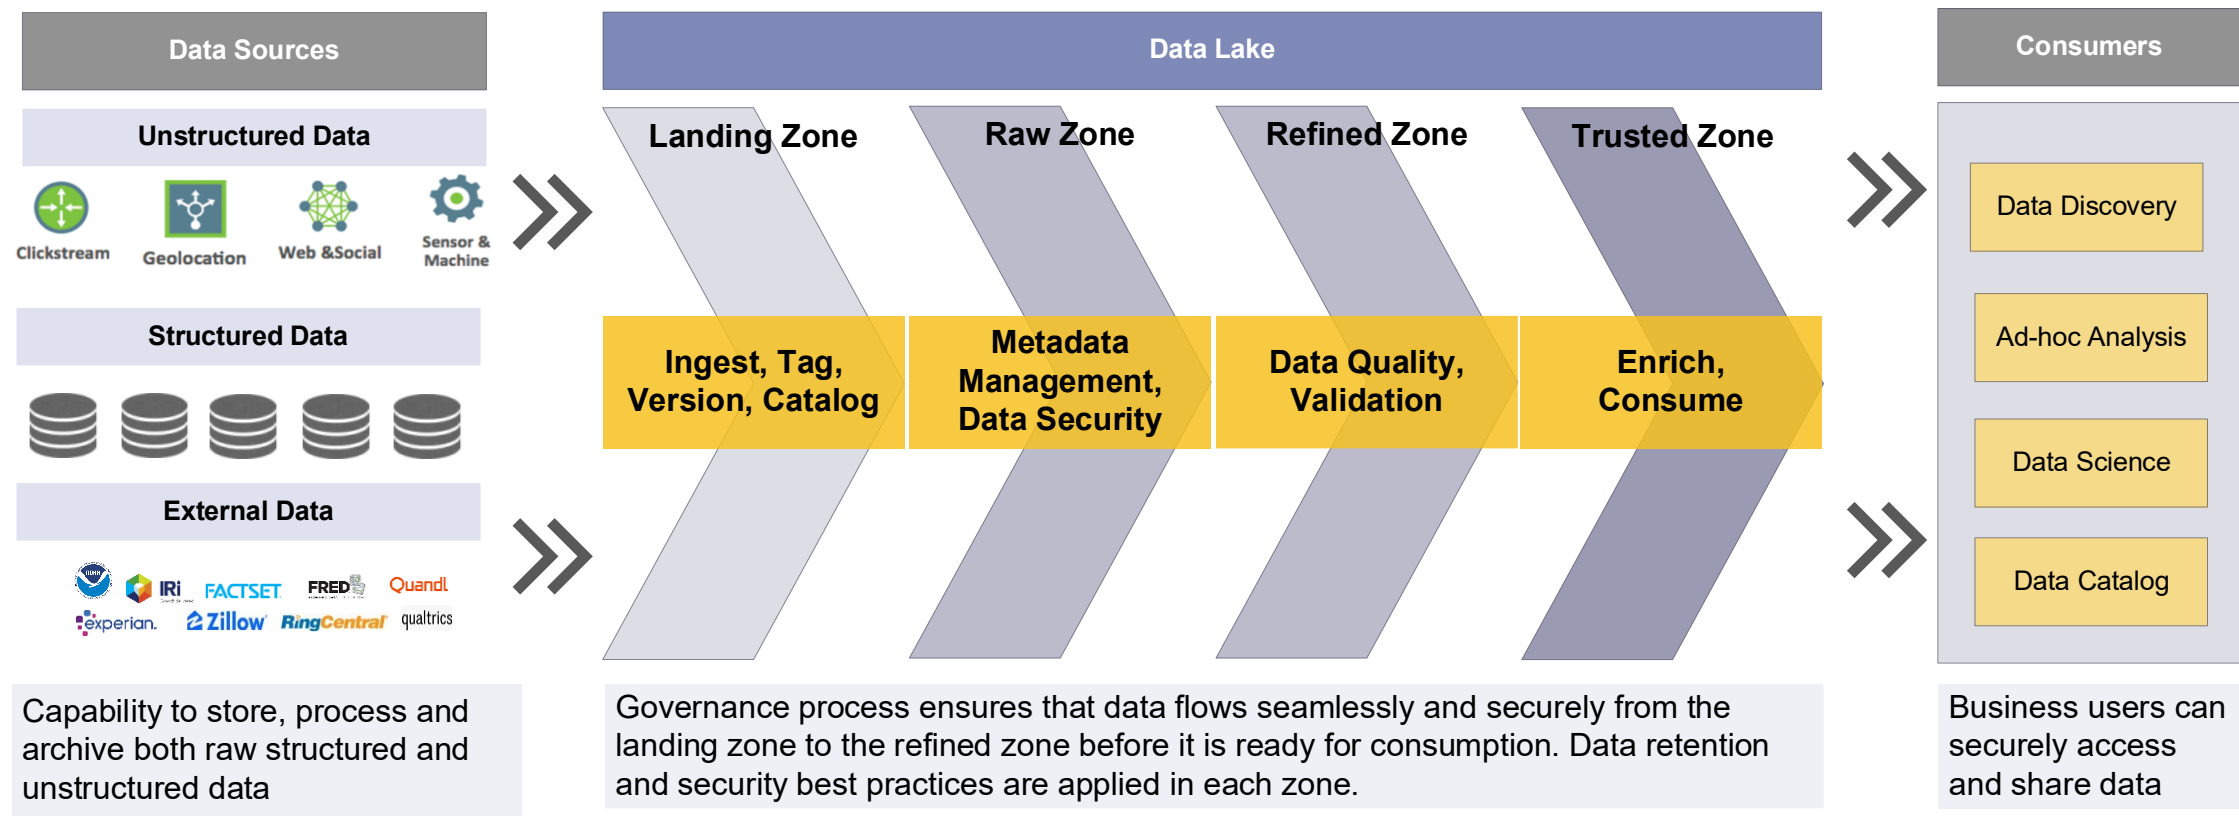 Data Sources
Data Lake
Consumers
Unstructured Data
Clickstream
Geolocation
Web &Social
Sensor &
Machine
Structured Data
External Data
NOAA
IRi
FACTSET
FRED
Quandl
experian.
Zillow
RingCentral
qualtrics
Capability to store, process and
archive both raw structured and
unstructured data
Landing Zone
Raw Zone
Refined Zone
Trusted Zone
Ingest, Tag,
Version, Catalog
Metadata
Management,
Data Security
Data Quality,
Validation
Enrich,
Consume
Governance process ensures that data flows seamlessly and securely from the
landing zone to the refined zone before it is ready for consumption. Data retention
and security best practices are applied in each zone.
Data Discovery
Ad-hoc Analysis
Data Science
Data Catalog
Business users can
securely access
and share data